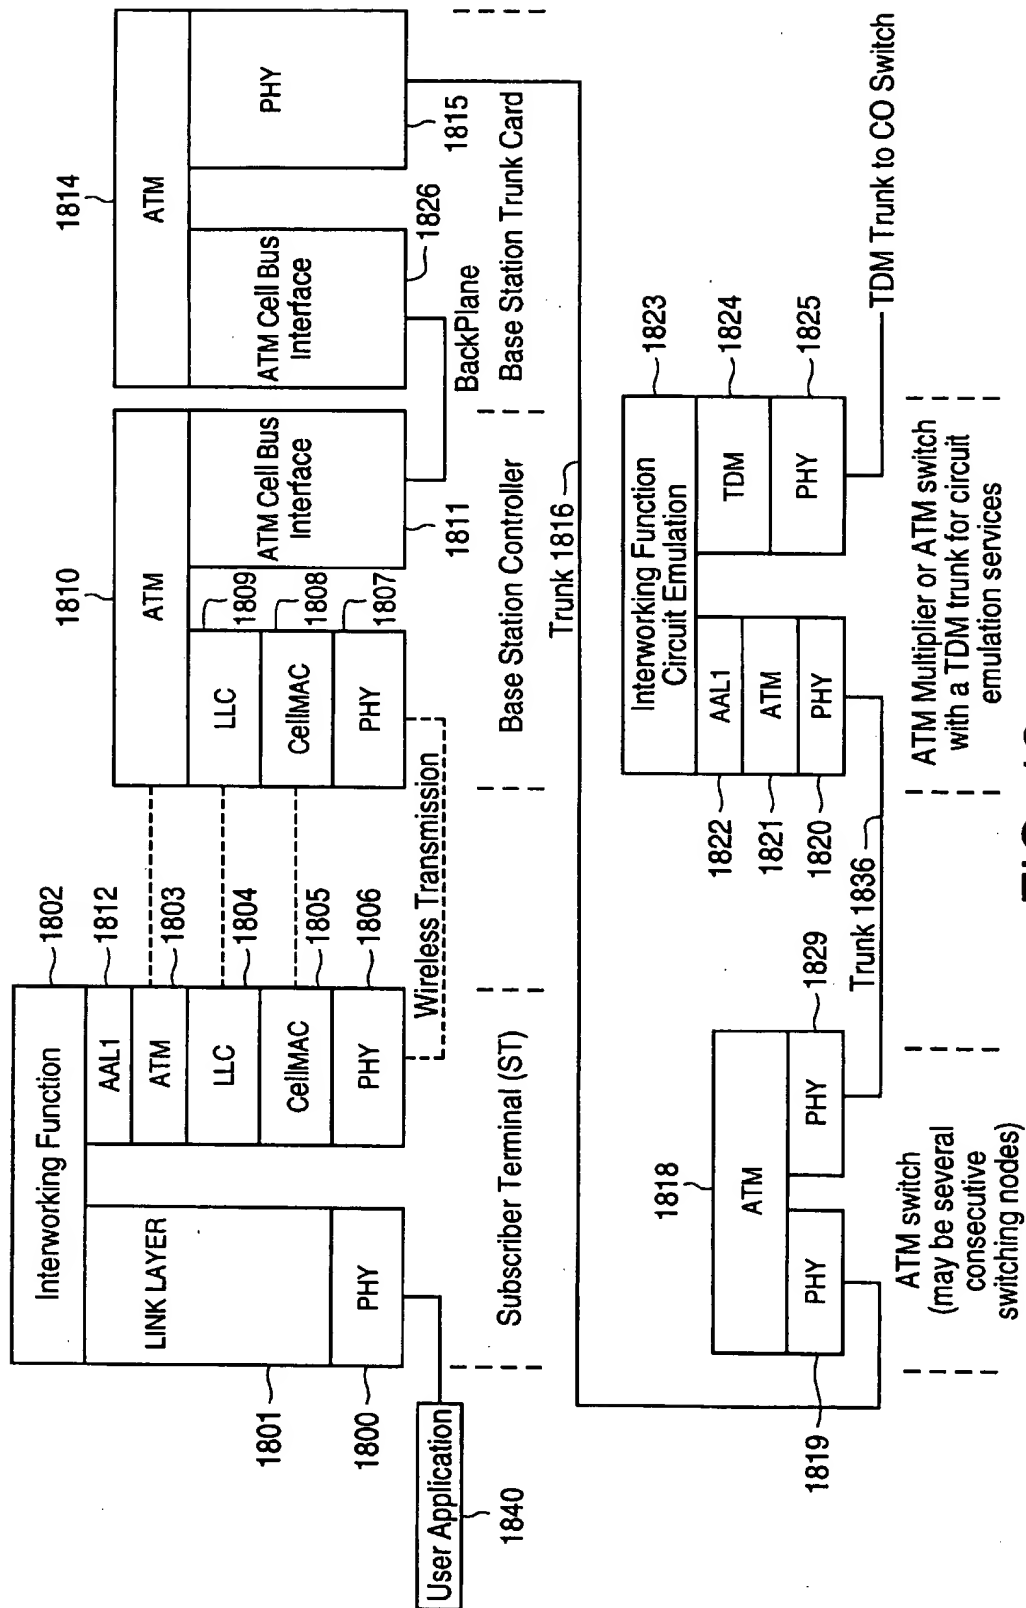 1802
1812
1803
1804
1805
1806
Interworking Function
LINK LAYER
PHY
AAL1
ATM
LLC
CellMAC
PHY
1801
1800
User Application
1840
Subscriber Terminal (ST)
Wireless Transmission
1810
ATM
LLC
CellMAC
PHY
1809
1808
1807
ATM Cell Bus
Interface
1811
Base Station Controller
1814
ATM
ATM Cell Bus
Interface
1826
PHY
1815
BackPlane
Base Station Trunk Card
Trunk 1816
1818
ATM
PHY
PHY
1819
1829
ATM switch
(may be several
consecutive
switching nodes)
Trunk 1836
Interworking Function
Circuit Emulation
AAL1
ATM
PHY
TDM
PHY
1822
1821
1820
1823
1824
1825
TDM Trunk to CO Switch
ATM Multiplier or ATM switch
with a TDM trunk for circuit
emulation services